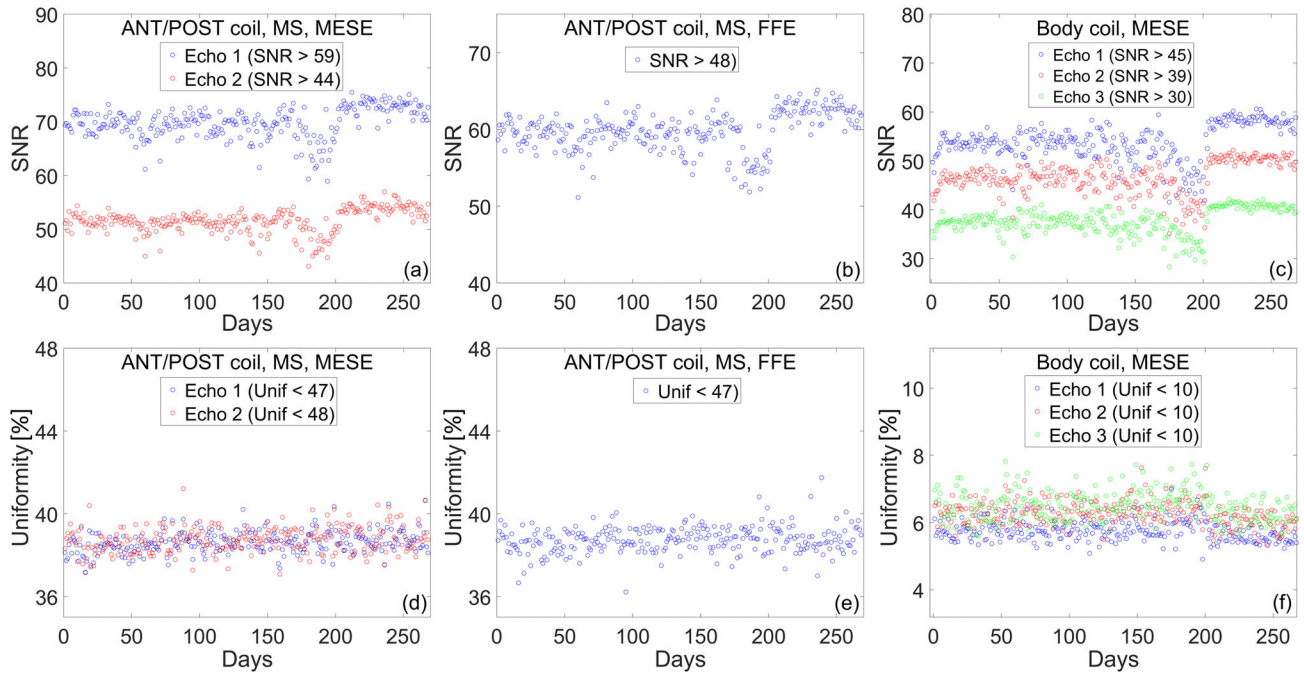 ANT/POST coil, MS, MESE
Echo 1 (SNR > 59)
Echo 2 (SNR > 44)
90
80
70
60
50
40
SNR
0 50 100 150 200 250
Days
(a)
ANT/POST coil, MS, FFE
SNR > 48)
70
60
50
40
SNR
0 50 100 150 200 250
Days
(b)
Body coil, MESE
Echo 1 (SNR > 45)
Echo 2 (SNR > 39)
Echo 3 (SNR > 30)
80
70
60
50
40
30
SNR
0 50 100 150 200 250
Days
(c)
ANT/POST coil, MS, MESE
Echo 1 (Unif < 47)
Echo 2 (Unif < 48)
48
44
40
36
Uniformity [%]
0 50 100 150 200 250
Days
(d)
ANT/POST coil, MS, FFE
Unif < 47)
48
44
40
36
Uniformity [%]
0 50 100 150 200 250
Days
(e)
Body coil, MESE
Echo 1 (Unif < 10)
Echo 2 (Unif < 10)
Echo 3 (Unif < 10)
10
8
6
4
Uniformity [%]
0 50 100 150 200 250
Days
(f)